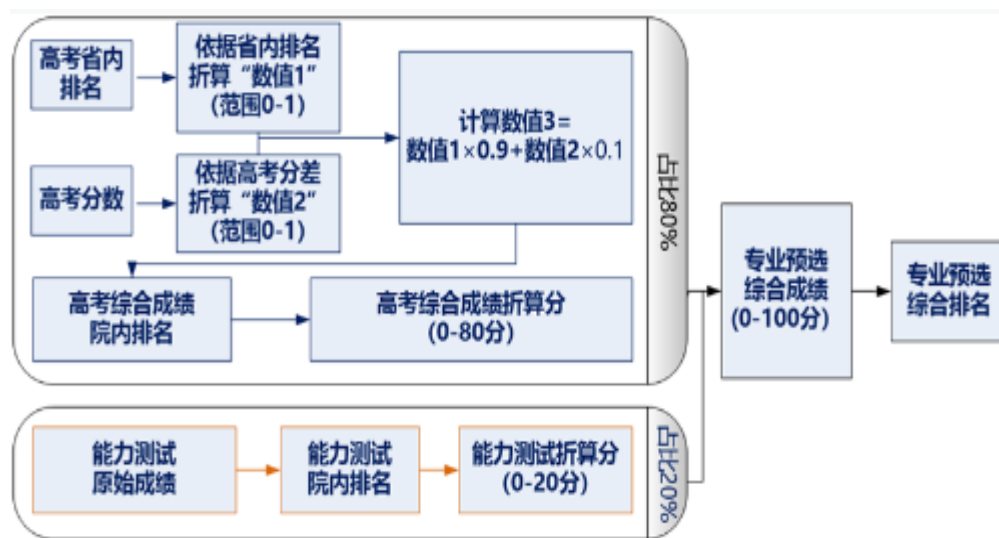 高考省内
排名
依据省内排名
折算“数值1”
(范围0-1)
计算数值3=
数值1×0.9+数值2×0.1
高考分数
依据高考分差
折算“数值2”
(范围0-1)
高考综合成绩
院内排名
高考综合成绩折算分
(0-80分)
占比80%
能力测试
原始成绩
能力测试
院内排名
能力测试折算分
(0-20分)
占比20%
专业预选
综合成绩
(0-100分)
专业预选
综合排名